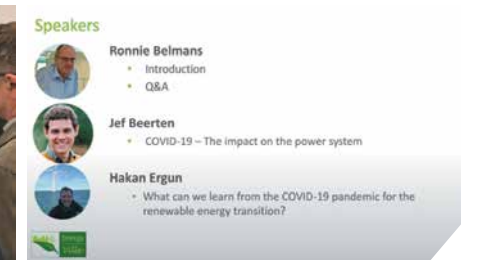 Speakers
Ronnie Belmans
• Introduction
• Q&A
Jef Beerten
• COVID-19 – The impact on the power system
Hakan Ergun
• What can we learn from the COVID-19 pandemic for the
renewable energy transition?